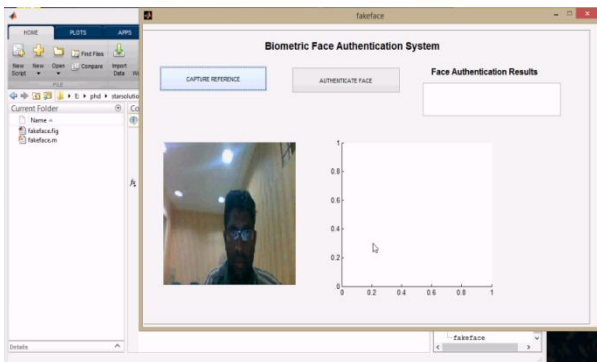 fakeface
HOME PLOTS APPS
New Script
New
Open
Find Files
Compare
Import Data
FILE
E: ▸ phd ▸
Current Folder
Name
fakeface.fig
fakeface.m
Details
Biometric Face Authentication System
CAPTURE REFERENCE
AUTHENTICATE FACE
Face Authentication Results
1
0.8
0.6
0.4
0.2
0
0 0.2 0.4 0.6 0.8 1
fakeface